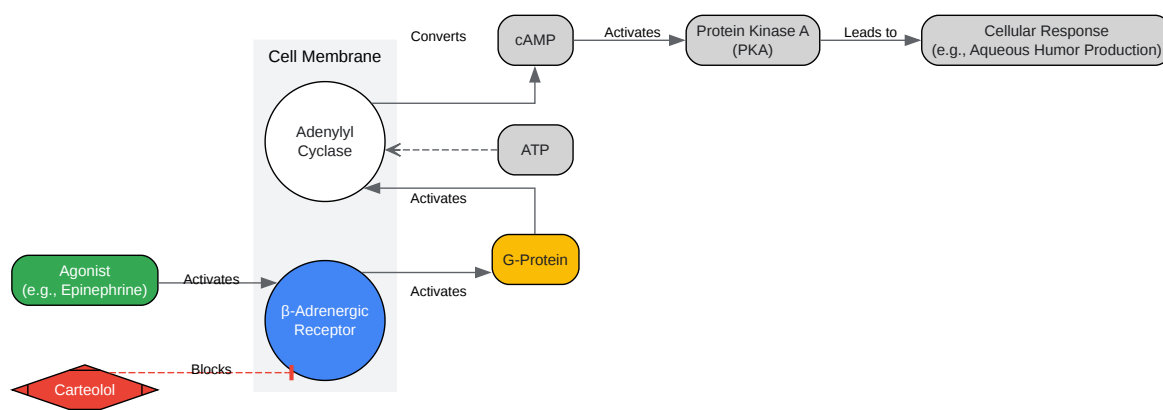 Converts
cAMP
Activates
Protein Kinase A
(PKA)
Leads to
Cellular Response
(e.g., Aqueous Humor Production)
Cell Membrane
Adenylyl
Cyclase
ATP
Activates
G-Protein
Agonist
(e.g., Epinephrine)
Activates
Activates
β-Adrenergic
Receptor
Blocks
Carteolol